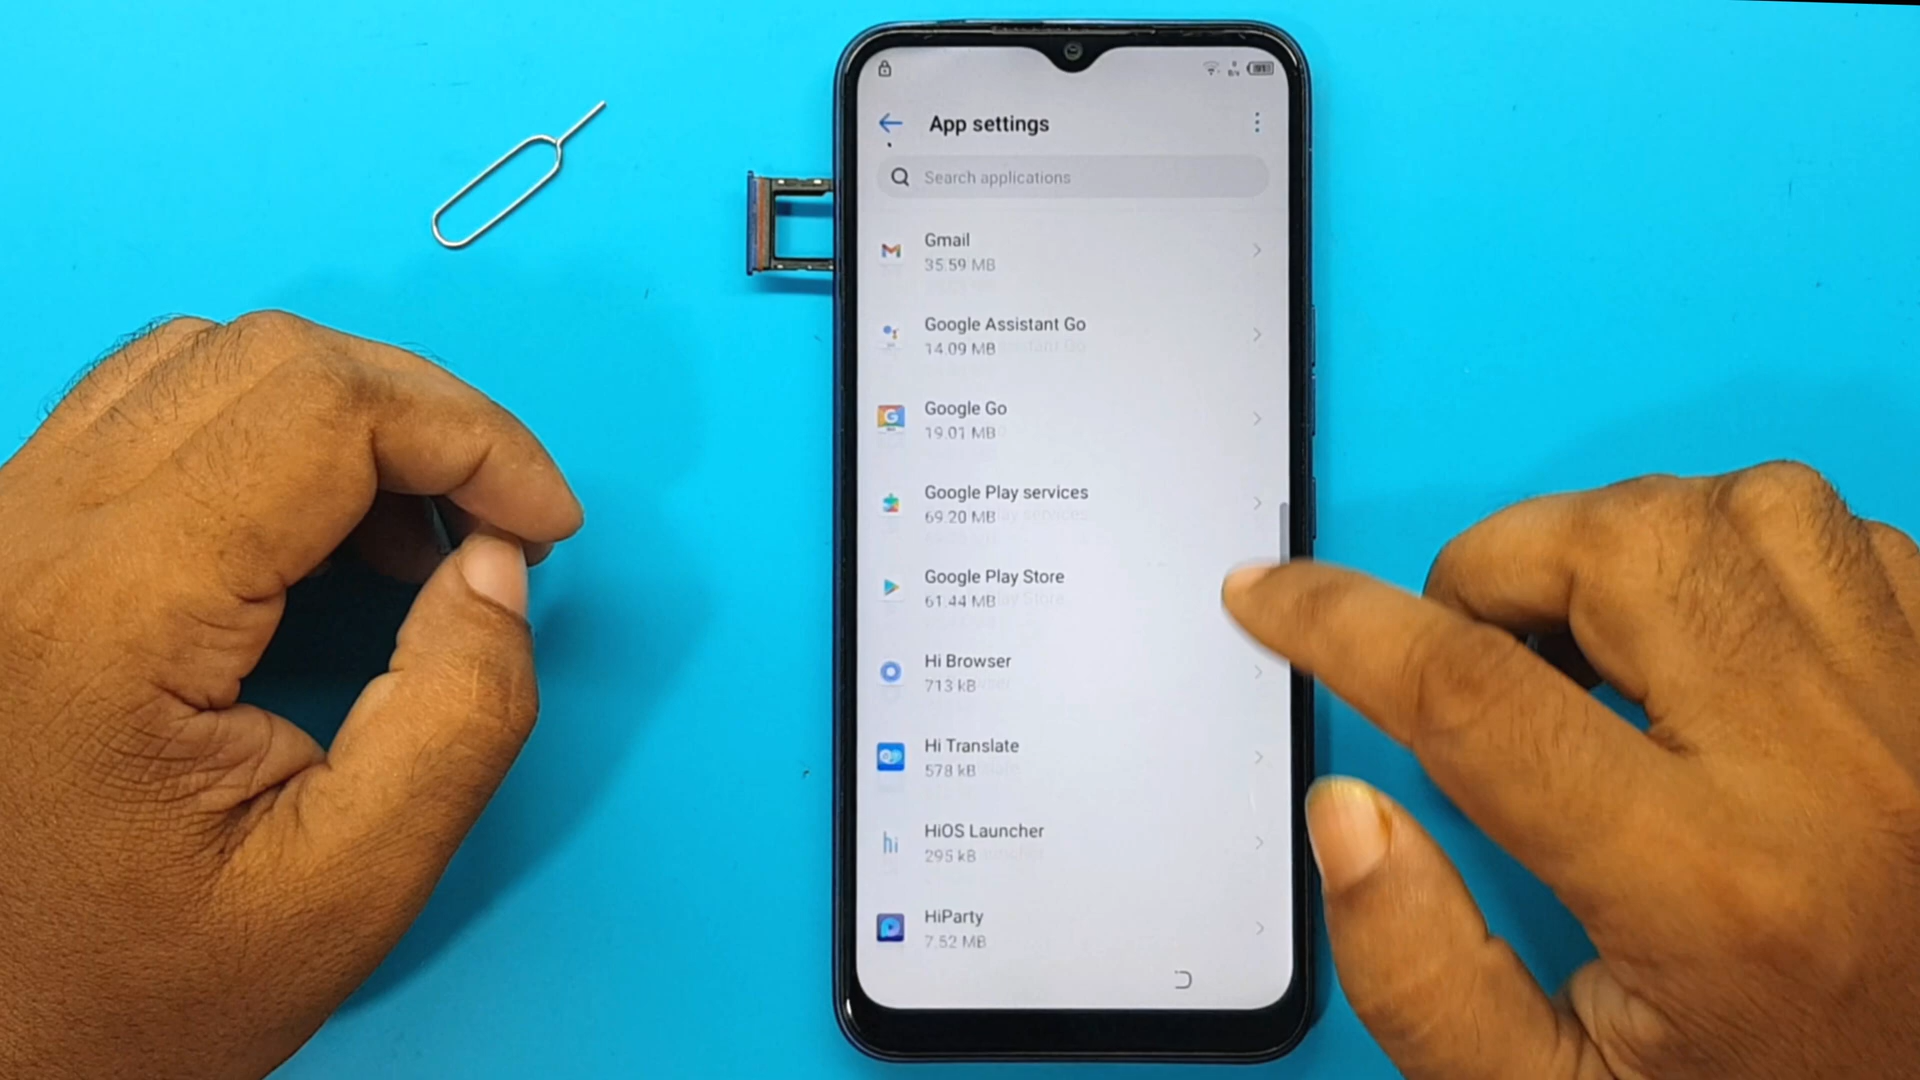 App settings
Search applications
Gmail
35.59 MB
Google Assistant Go
14.09 MB
Google Go
19.01 MB
Google Play services
69.20 MB
Google Play Store
61.44 MB
Hi Browser
713 kB
Hi Translate
578 kB
hi
HiOS Launcher
295 kB
HiParty
7.52 MB